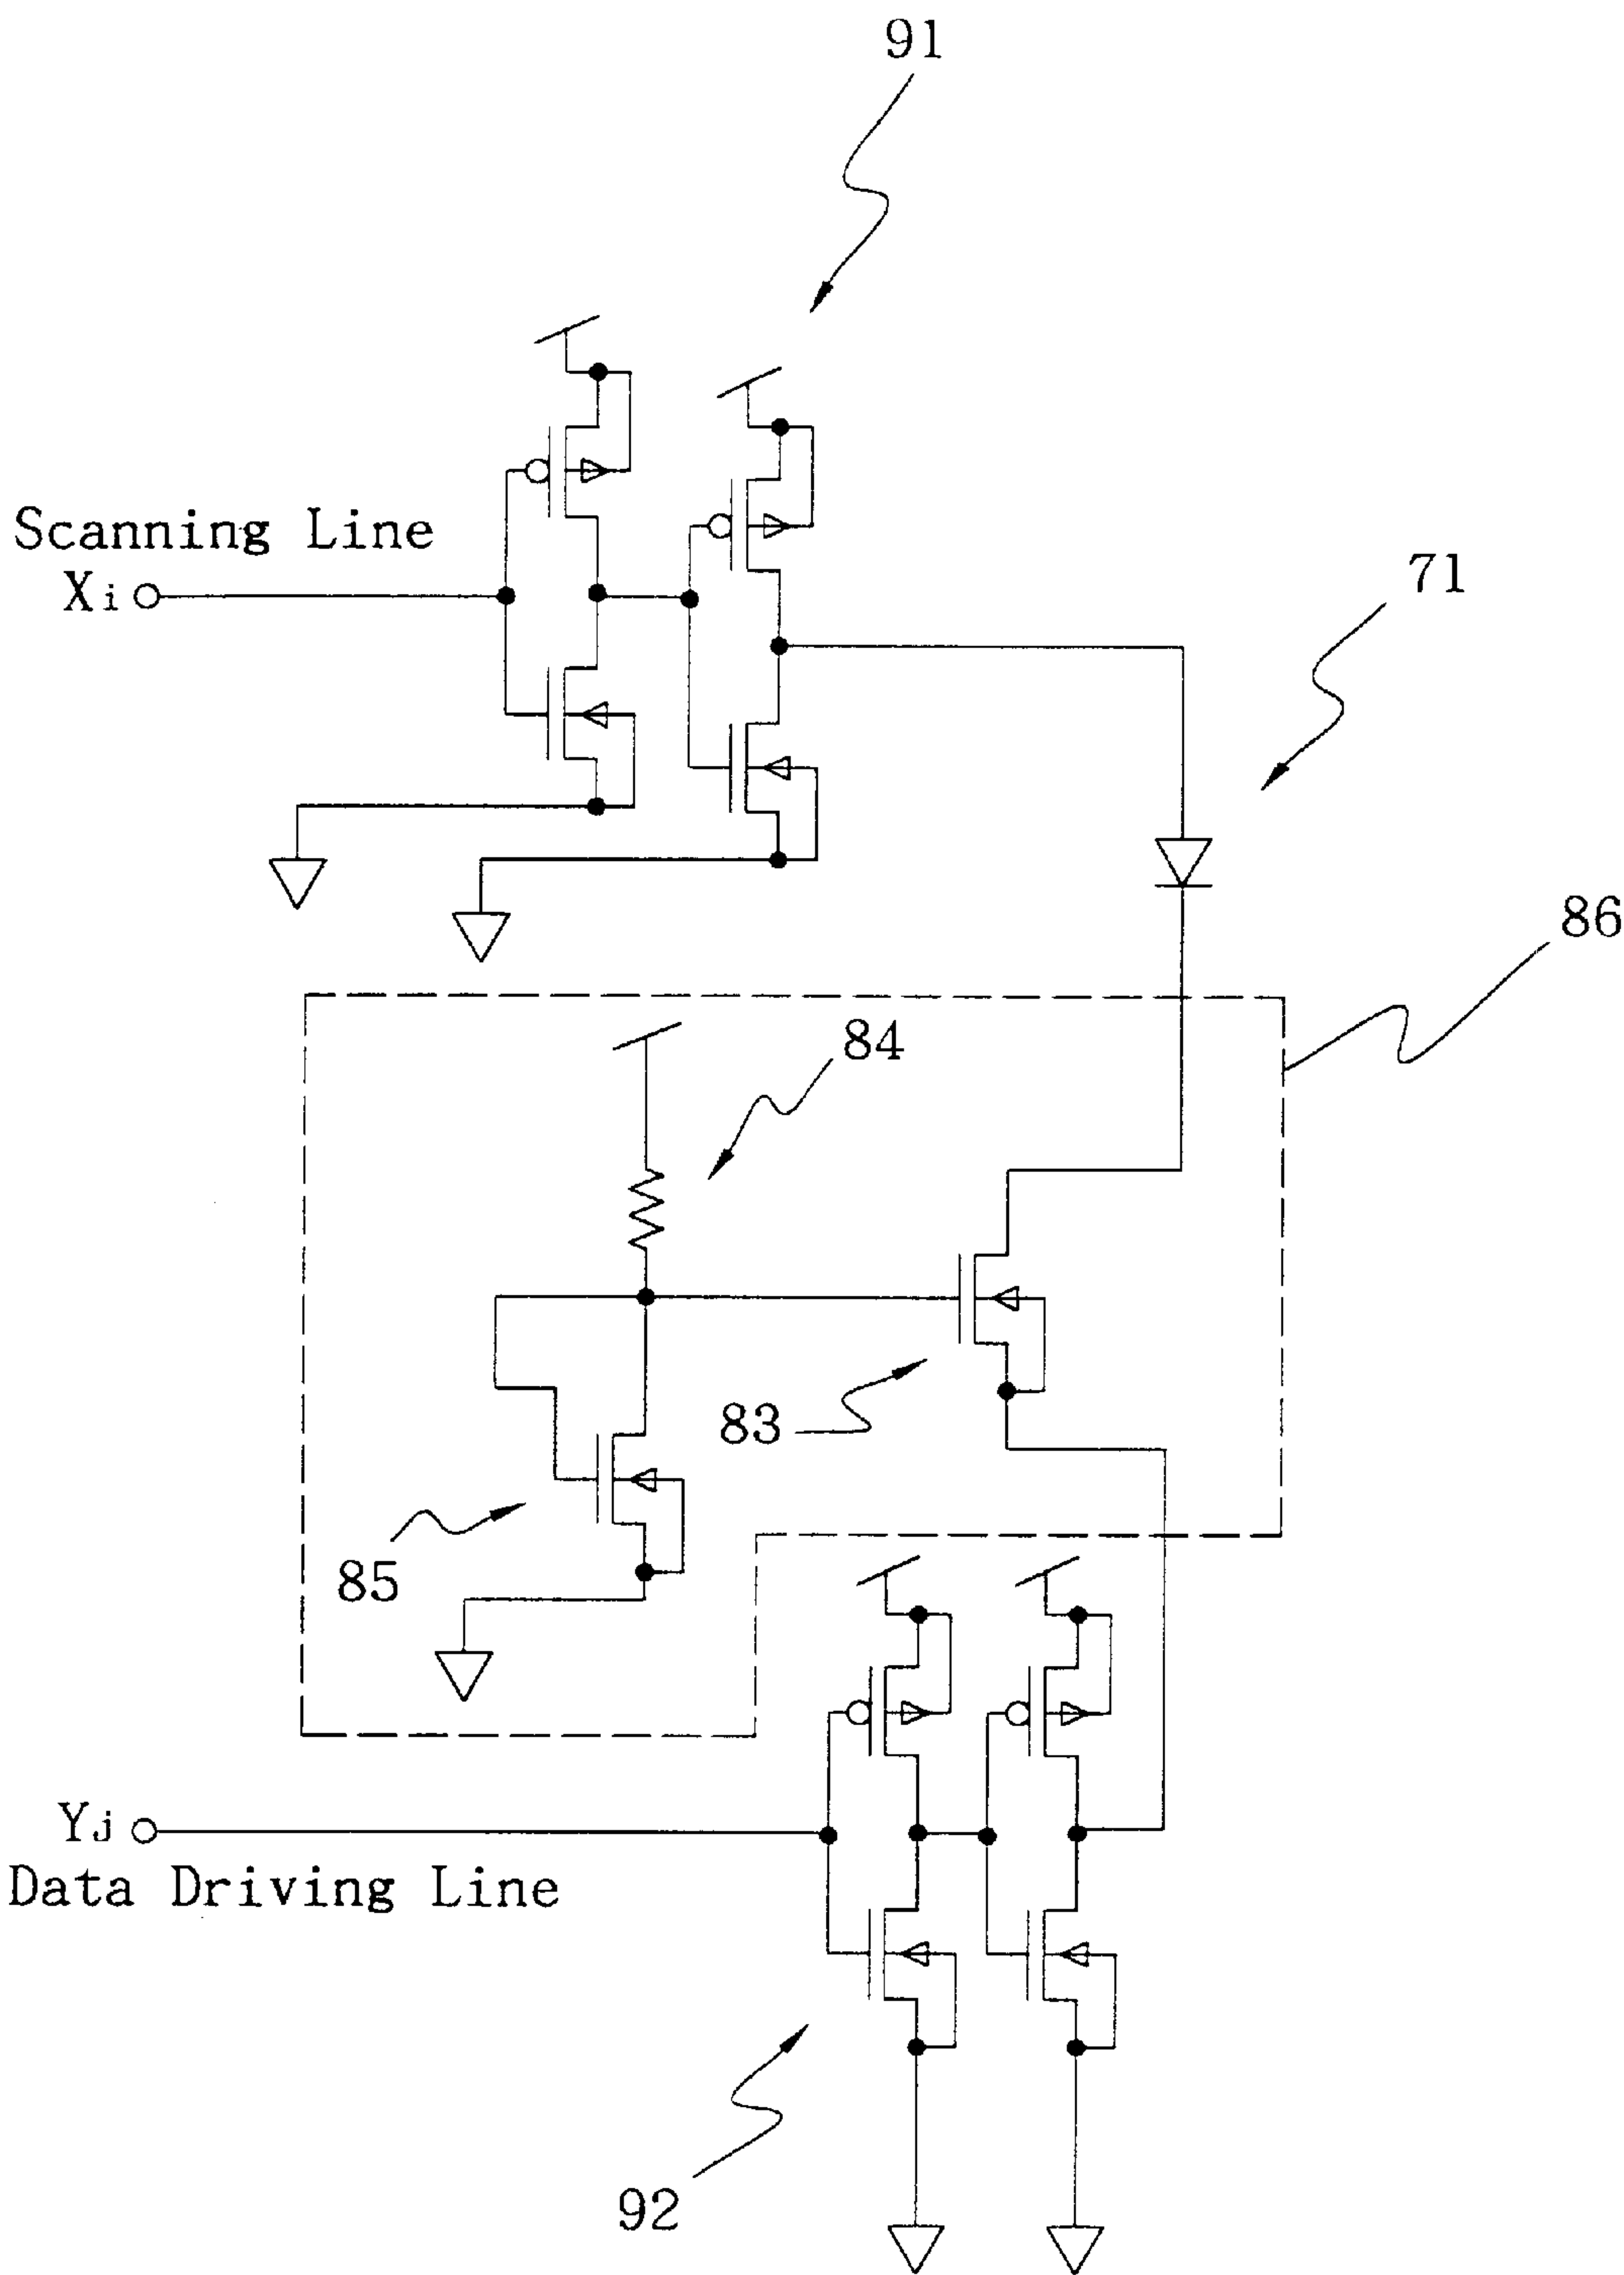 91
Scanning Line
Xi
71
86
84
83
85
Yj
Data Driving Line
92